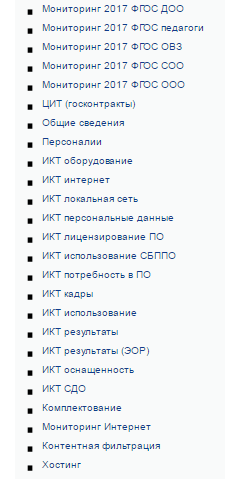 Мониторинг 2017 ФГОС ДОО
Мониторинг 2017 ФГОС педагоги
Мониторинг 2017 ФГОС ОВЗ
Мониторинг 2017 ФГОС СОО
Мониторинг 2017 ФГОС ООО
ЦИТ (госконтракты)
Общие сведения
Персоналии
ИКТ оборудование
ИКТ интернет
ИКТ локальная сеть
ИКТ персональные данные
ИКТ лицензирование ПО
ИКТ использование СБППО
ИКТ потребность в ПО
ИКТ кадры
ИКТ использование
ИКТ результаты
ИКТ результаты (ЭОР)
ИКТ оснащенность
ИКТ СДО
Комплектование
Мониторинг Интернет
Контентная фильтрация
Хостинг